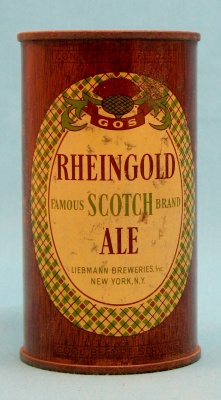 GOS
RHEINGOLD
FAMOUS SCOTCH BRAND
ALE
LIEBMANN BREWERIES, Inc.
NEW YORK, N.Y.